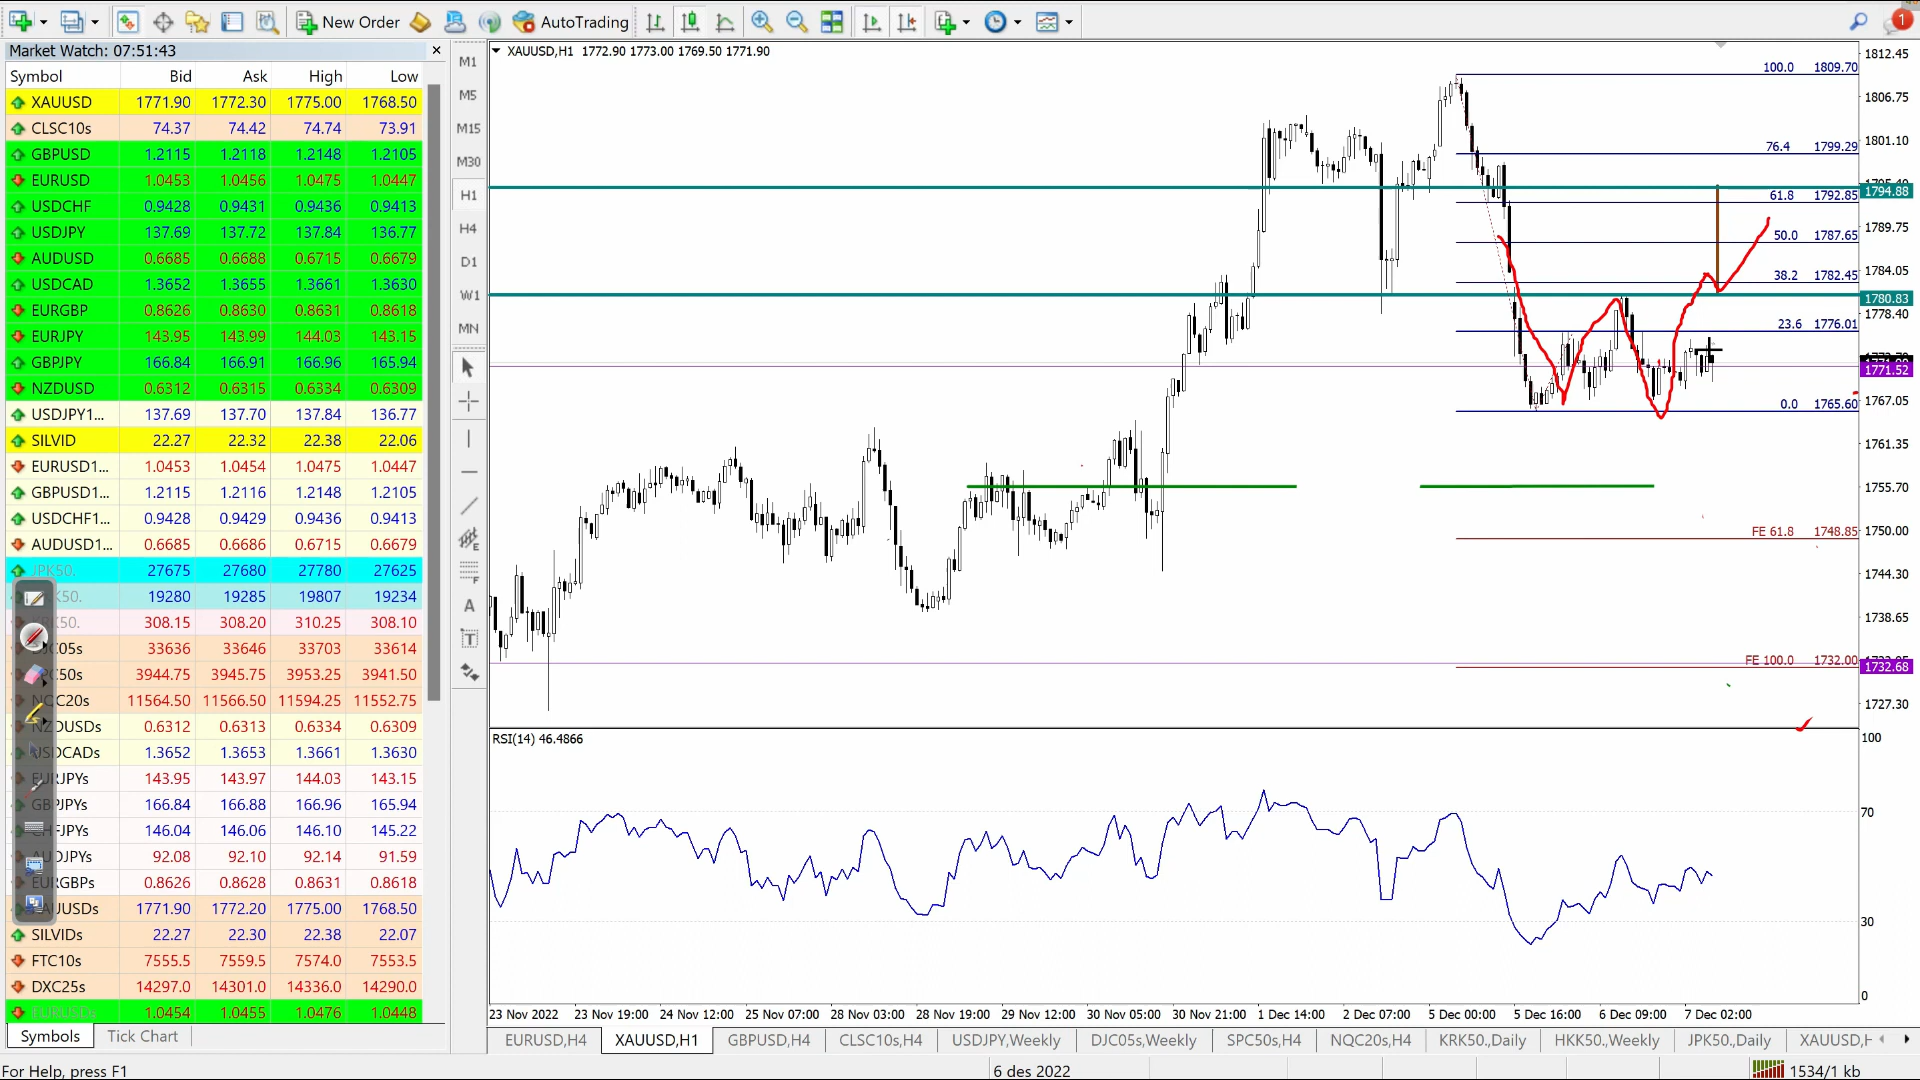 New Order AutoTrading 1
Market Watch: 07:51:43
Symbol Bid Ask High Low
XAUUSD 1771.90 1772.30 1775.00 1768.50
CLSC10s 74.37 74.42 74.74 73.91
GBPUSD 1.2115 1.2118 1.2148 1.2105
EURUSD 1.0453 1.0456 1.0475 1.0447
USDCHF 0.9428 0.9431 0.9436 0.9413
USDJPY 137.69 137.72 137.84 136.77
AUDUSD 0.6685 0.6688 0.6715 0.6679
USDCAD 1.3652 1.3655 1.3661 1.3630
EURGBP 0.8626 0.8630 0.8631 0.8618
EURJPY 143.95 143.99 144.03 143.15
GBPJPY 166.84 166.91 166.96 165.94
NZDUSD 0.6312 0.6315 0.6334 0.6309
USDJPY1... 137.69 137.70 137.84 136.77
SILVID 22.27 22.32 22.38 22.06
EURUSD1... 1.0453 1.0454 1.0475 1.0447
GBPUSD1... 1.2115 1.2116 1.2148 1.2105
USDCHF1... 0.9428 0.9429 0.9436 0.9413
AUDUSD1... 0.6685 0.6686 0.6715 0.6679
JPK50. 27675 27680 27780 27625
K50. 19280 19285 19807 19234
K50. 308.15 308.20 310.25 308.10
C05s 33636 33646 33703 33614
C50s 3944.75 3945.75 3953.25 3941.50
NQC20s 11564.50 11566.50 11594.25 11552.75
NZDUSDs 0.6312 0.6313 0.6334 0.6309
USDCADs 1.3652 1.3653 1.3661 1.3630
EURJPYs 143.95 143.97 144.03 143.15
GBPJPYs 166.84 166.88 166.96 165.94
CHFJPYs 146.04 146.06 146.10 145.22
AUDJPYs 92.08 92.10 92.14 91.59
EURGBPs 0.8626 0.8628 0.8631 0.8618
XAUUSDs 1771.90 1772.20 1775.00 1768.50
SILVIDs 22.27 22.30 22.38 22.07
FTC10s 7555.5 7559.5 7574.0 7553.5
DXC25s 14297.0 14301.0 14336.0 14290.0
EURUSDs 1.0454 1.0455 1.0476 1.0448
Symbols Tick Chart
M1
M5
M15
M30
H1
H4
D1
W1
MN
XAUUSD,H1 1772.90 1773.00 1769.50 1771.90
100.0 1809.70
76.4 1799.29
61.8 1792.85
50.0 1787.65
38.2 1782.45
23.6 1776.01
0.0 1765.60
FE 61.8 1748.85
FE 100.0 1732.00
1812.45
1806.75
1801.10
1794.88
1789.75
1784.05
1780.83
1778.40
1771.52
1767.05
1761.35
1755.70
1750.00
1744.30
1738.65
1732.68
1727.30
RSI(14) 46.4866
100
70
30
0
23 Nov 2022 23 Nov 19:00 24 Nov 12:00 25 Nov 07:00 28 Nov 03:00 28 Nov 19:00 29 Nov 12:00 30 Nov 05:00 30 Nov 21:00 1 Dec 14:00 2 Dec 07:00 5 Dec 00:00 5 Dec 16:00 6 Dec 09:00 7 Dec 02:00
EURUSD,H4 XAUUSD,H1 GBPUSD,H4 CLSC10s,H4 USDJPY,Weekly DJC05s,Weekly SPC50s,H4 NQC20s,H4 KRK50.,Daily HKK50.,Weekly JPK50.,Daily XAUUSD,H
For Help, press F1 6 des 2022 1534/1 kb